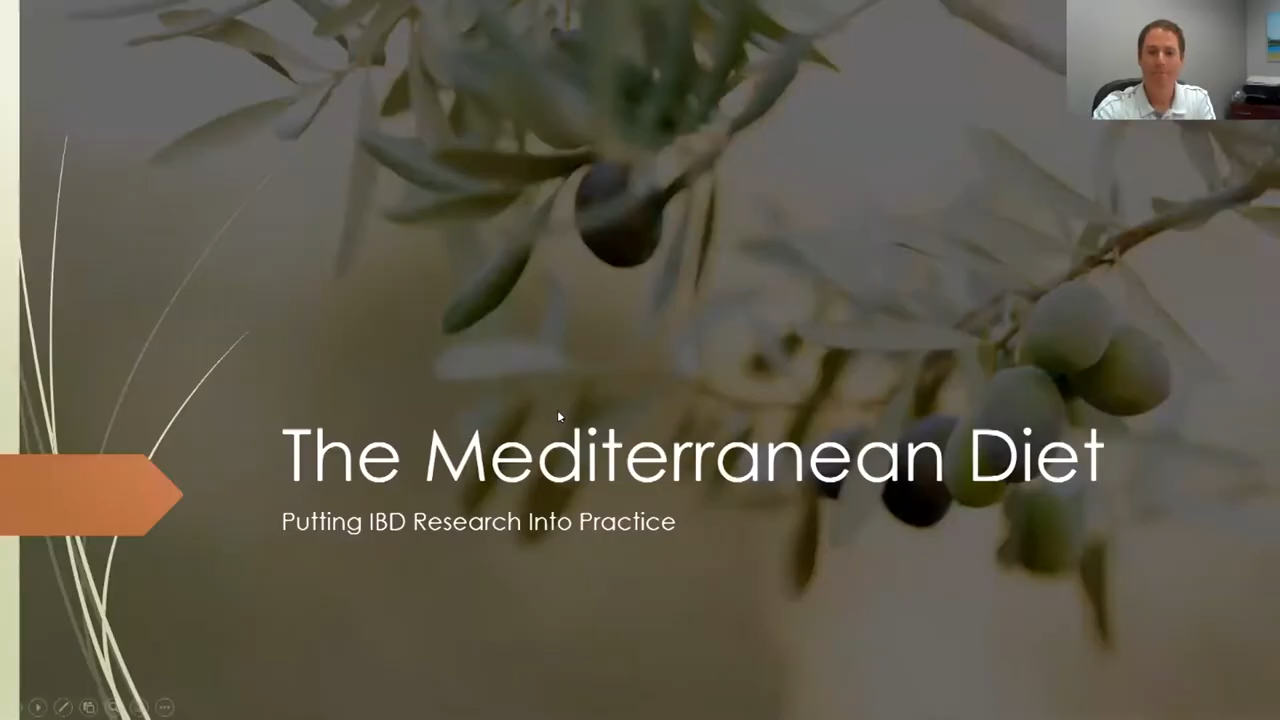 The Mediterranean Diet
Putting IBD Research Into Practice